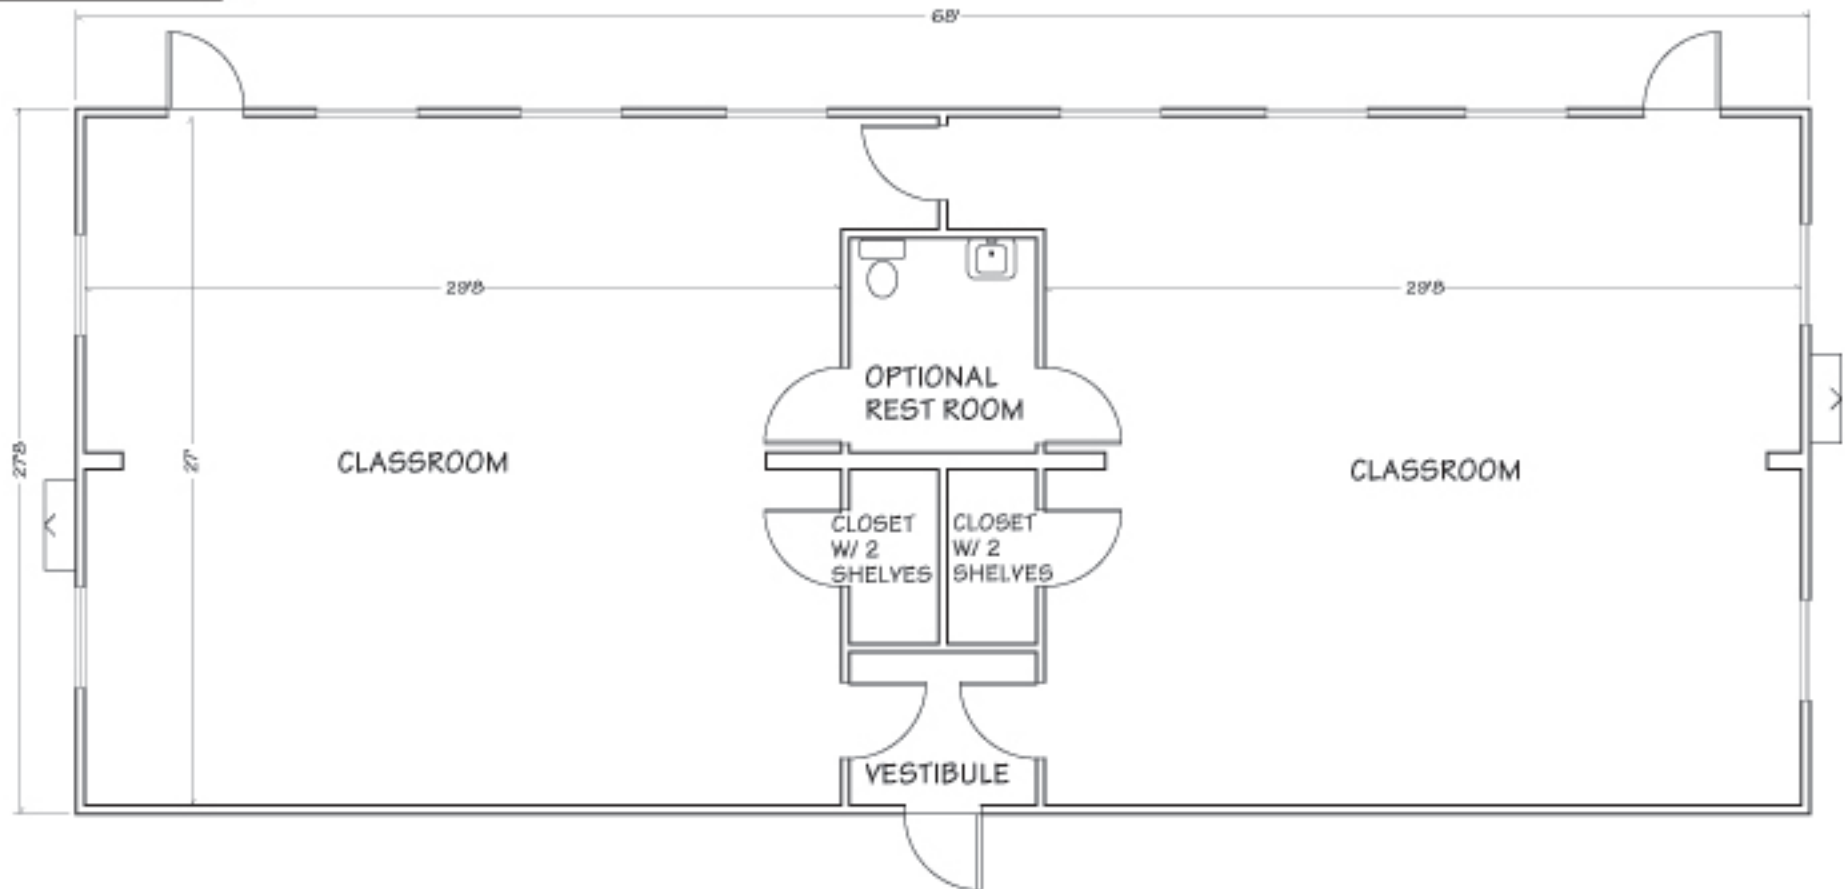 68'
29'8
29'8
OPTIONAL
REST ROOM
27'8
27'
CLASSROOM
CLASSROOM
CLOSET
W/ 2
SHELVES
CLOSET
W/ 2
SHELVES
VESTIBULE